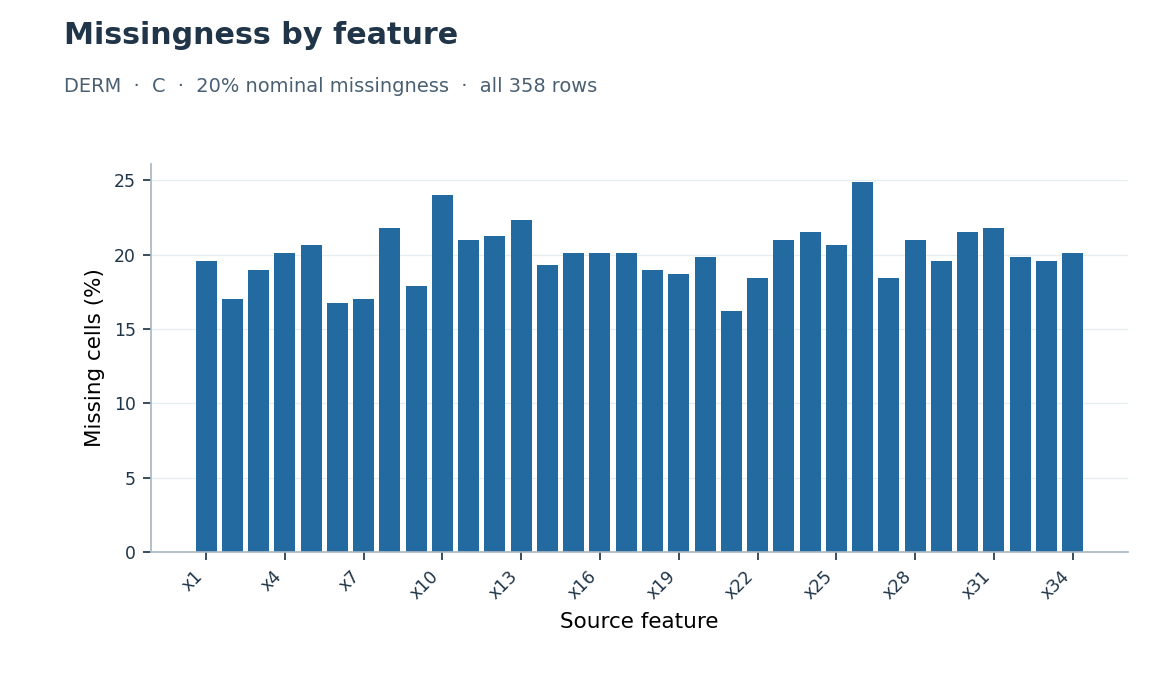 Missingness by feature
DERM · C · 20% nominal missingness · all 358 rows
Missing cells (%)
25
20
15
10
5
0
x1 x4 x7 x10 x13 x16 x19 x22 x25 x28 x31 x34
Source feature